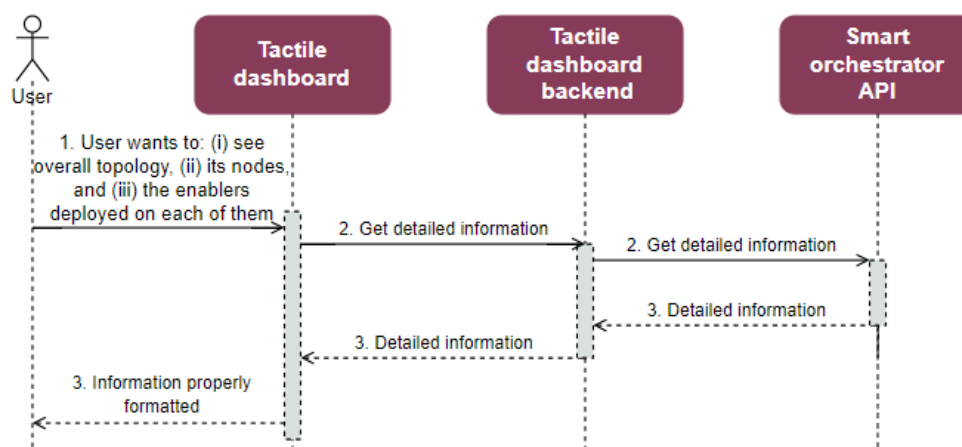 Tactile
dashboard
Tactile
dashboard
backend
Smart
orchestrator
API
User
1. User wants to: (i) see
overall topology, (ii) its nodes,
and (iii) the enablers
deployed on each of them
2. Get detailed information
2. Get detailed information
3. Detailed information
3. Detailed information
3. Information properly
formatted